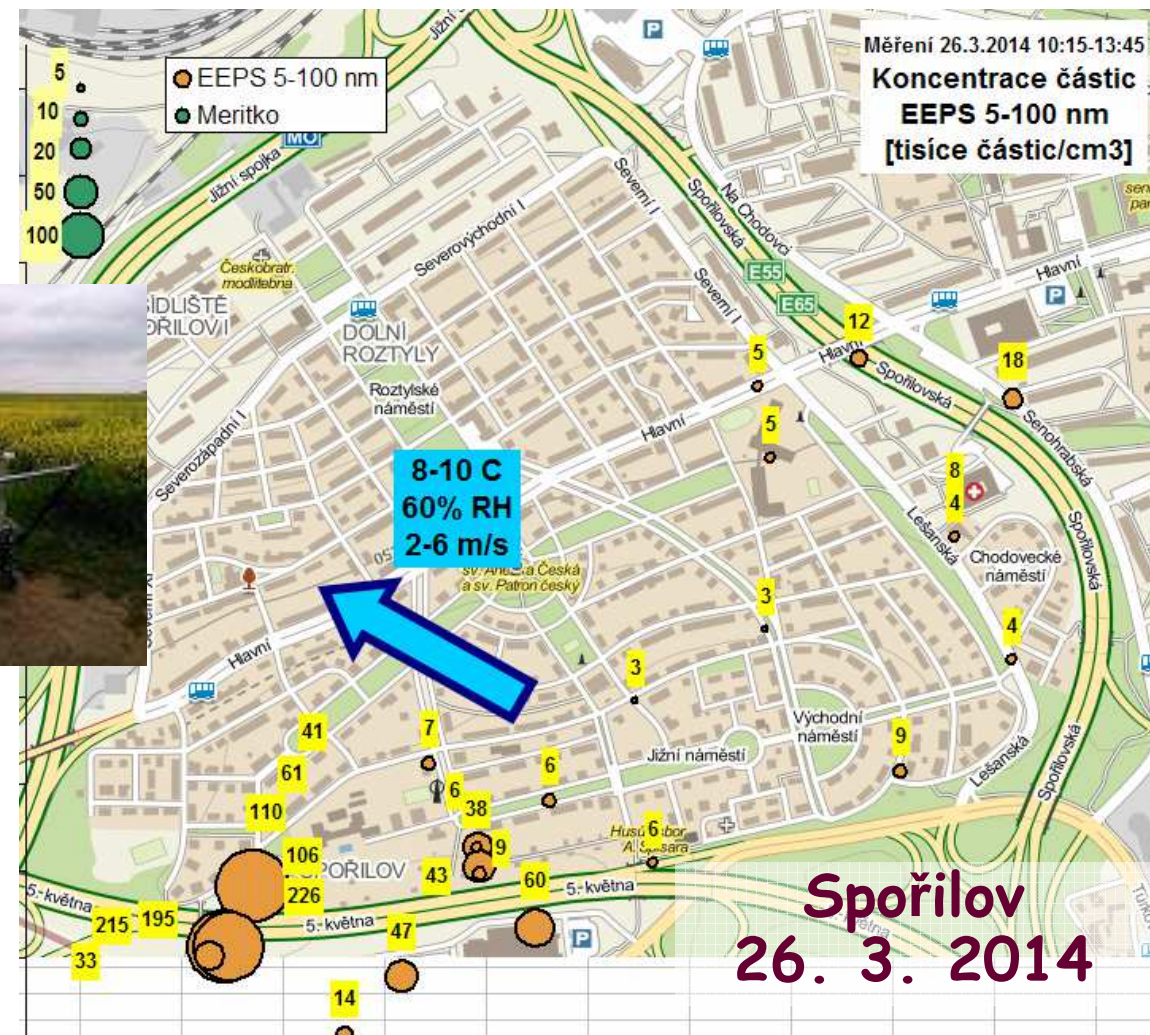 Měření 26.3.2014 10:15-13:45
Koncentrace částic
EEPS 5-100 nm
[tisíce částic/cm3]
5
10
20
50
100
EEPS 5-100 nm
Meritko
Jižní
MO
Jižní spojka
P
Českobratr.
modlitebna
SÍDLIŠTĚ
DOLNÍ
ROZTYLY
Severovýchodní I
Severní I
Severní I
Spořilovská
Na Chodovci
E55
E65
Hlavní
P
Roztylské
náměstí
Severozápadní I
Hlavní
5
12
Hlavní
Spořilovská
18
Senohrabská
5
8
4
Lešanská
Chodovecké
náměstí
Spořilovská
8-10 C
60% RH
2-6 m/s
sv. Anežka Česká
a sv. Patron český
3
4
3
Hlavní
Východní
náměstí
Jižní náměstí
9
Lešanská
Spořilovská
41
7
61
6
6
38
110
Husův sbor
6
106
SPOŘILOV
9
43
60
226
5. května
5. května
5. května
215
195
47
33
P
14
Spořilov
26. 3. 2014